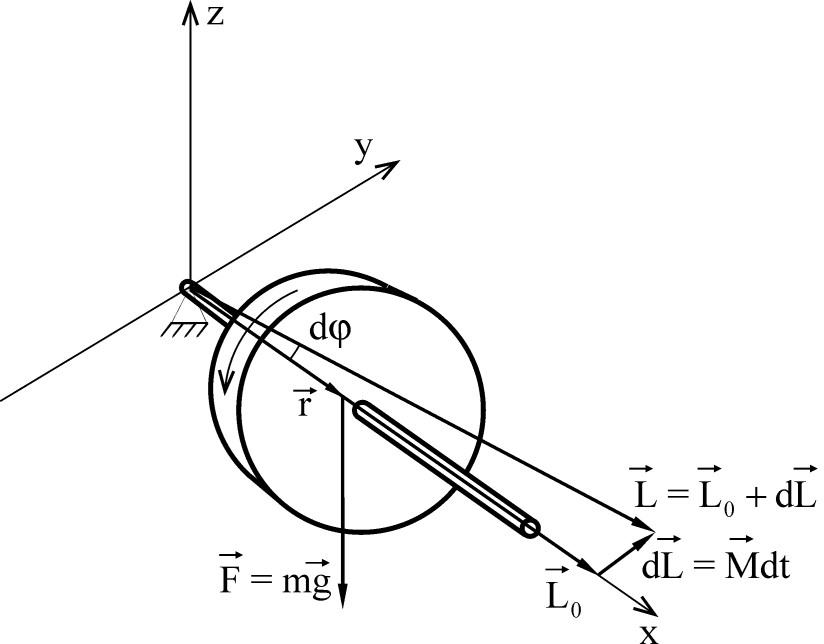 z
y
dφ
r⃗
L⃗ = L⃗₀ + dL⃗
dL⃗ = M⃗dt
F⃗ = mg⃗
L⃗₀
x